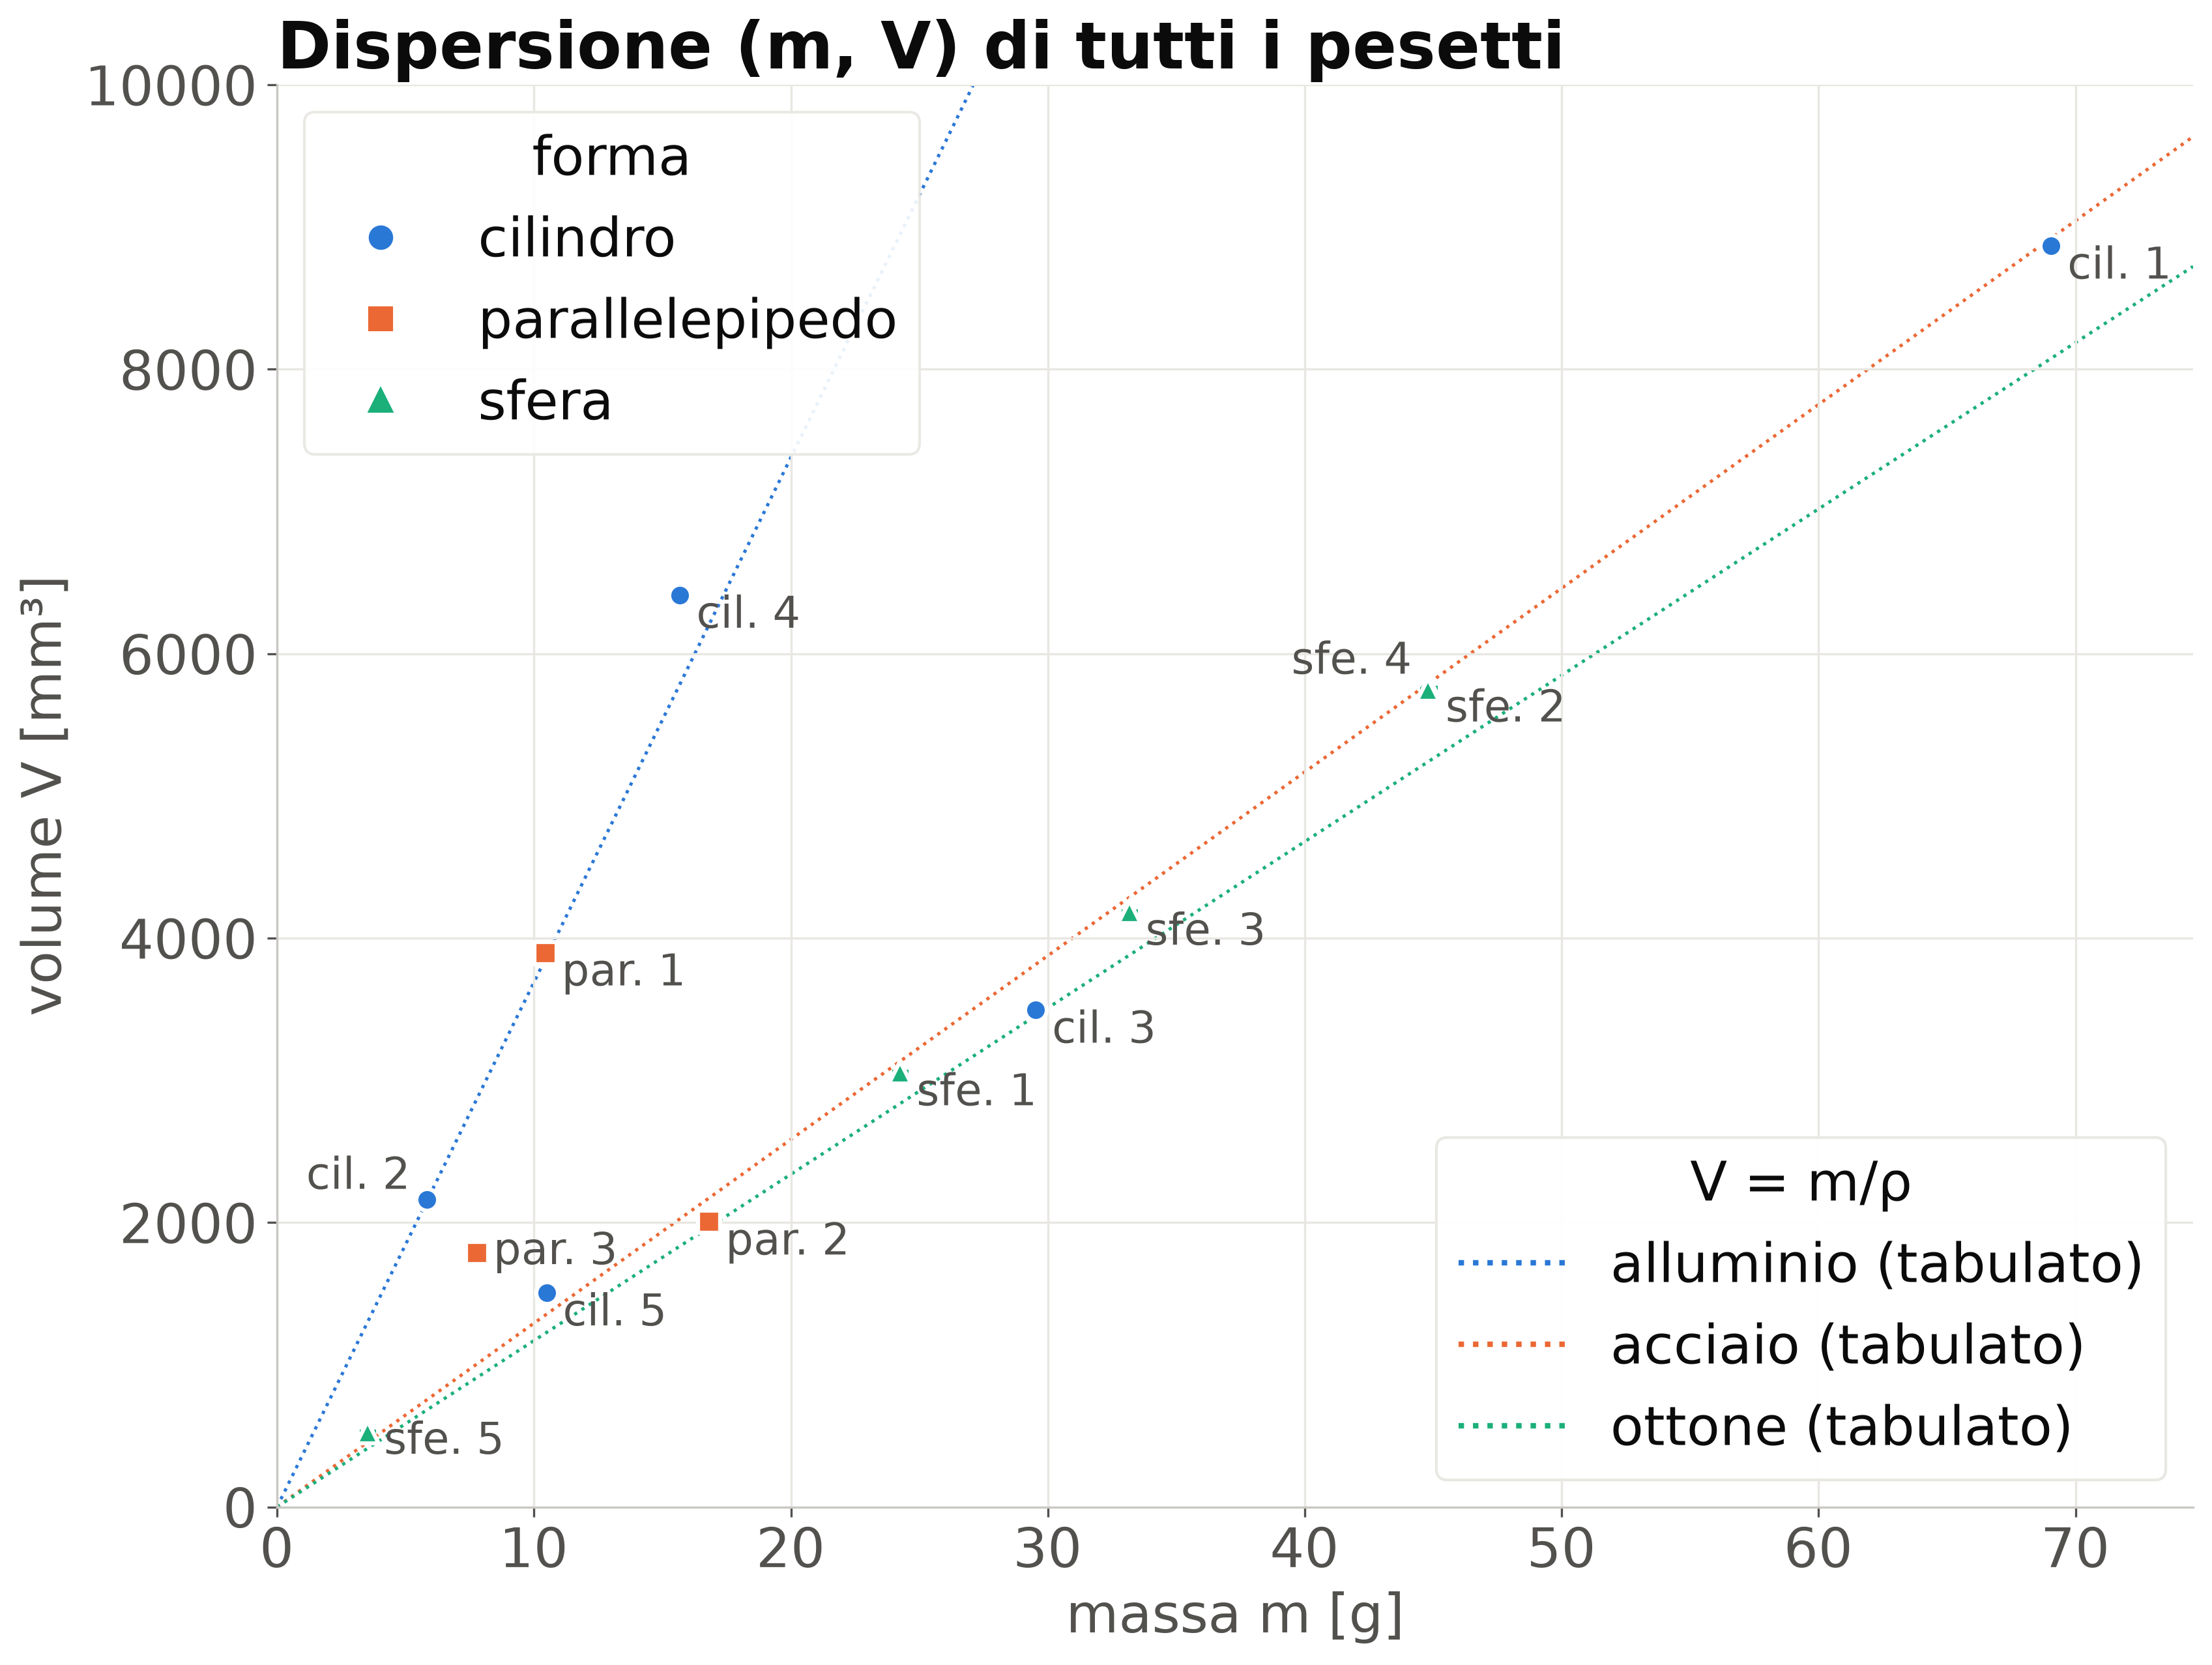 Dispersione (m, V) di tutti i pesetti
10000
8000
6000
4000
2000
0
volume V [mm³]
forma
cilindro
parallelepipedo
sfera
cil. 1
cil. 4
sfe. 4
sfe. 2
sfe. 3
par. 1
cil. 3
sfe. 1
cil. 2
par. 2
par. 3
cil. 5
sfe. 5
V = m/ρ
alluminio (tabulato)
acciaio (tabulato)
ottone (tabulato)
0 10 20 30 40 50 60 70
massa m [g]